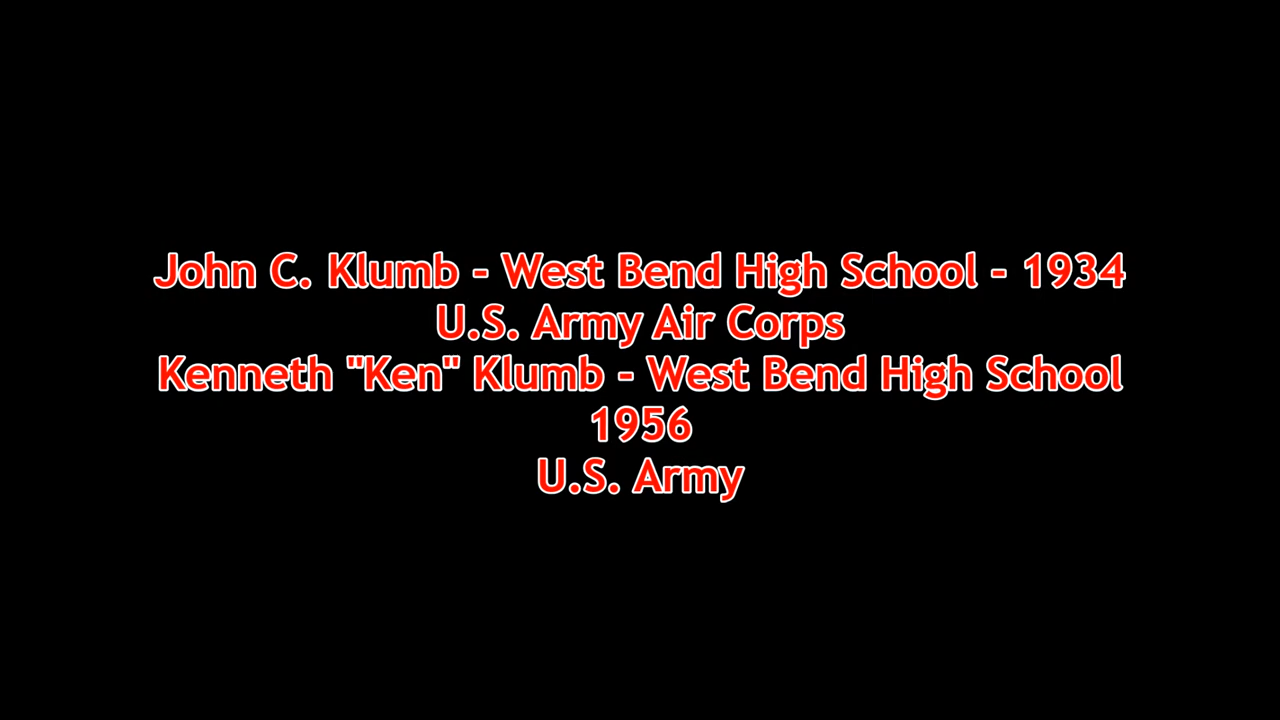 John C. Klumb - West Bend High School - 1934
U.S. Army Air Corps
Kenneth "Ken" Klumb - West Bend High School
1956
U.S. Army